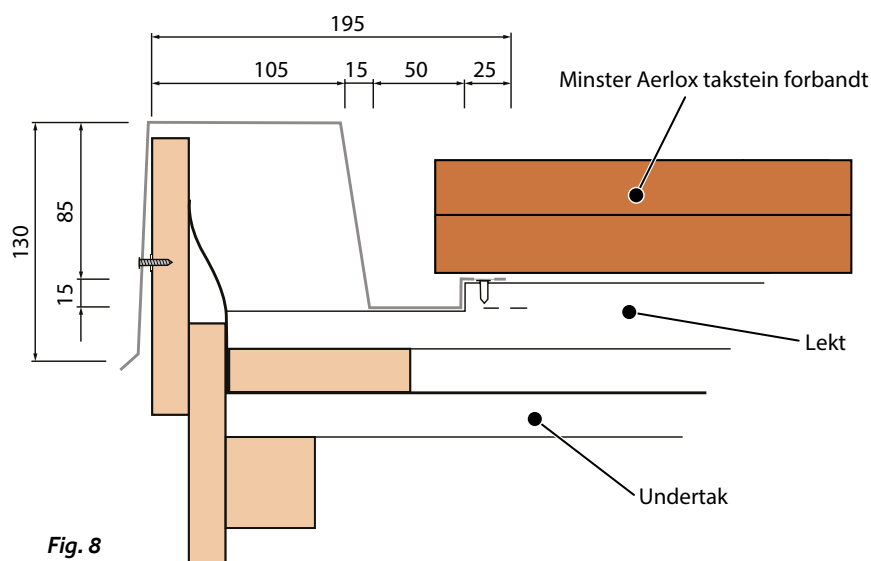 195
105 15 50 25
Minster Aerlox takstein forbandt
130
85
15
Lekt
Undertak
Fig. 8